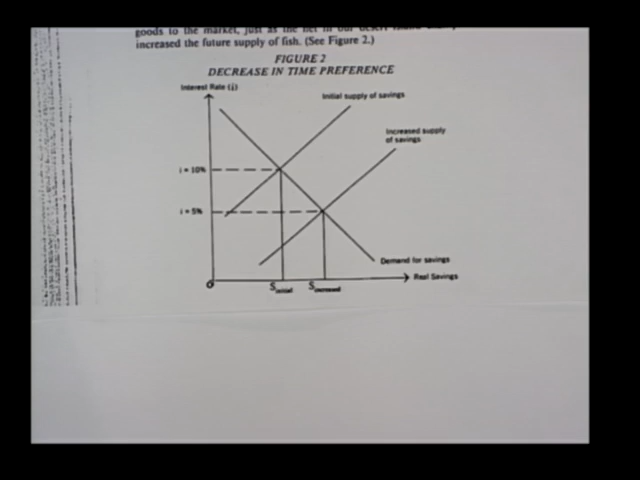 goods to the market, just as the net in our desert island
increased the future supply of fish. (See Figure 2.)
FIGURE 2
DECREASE IN TIME PREFERENCE
Interest Rate (i)
Initial supply of savings
Increased supply
of savings
i = 10%
i = 5%
Demand for savings
Real Savings
O
S initial
S increased